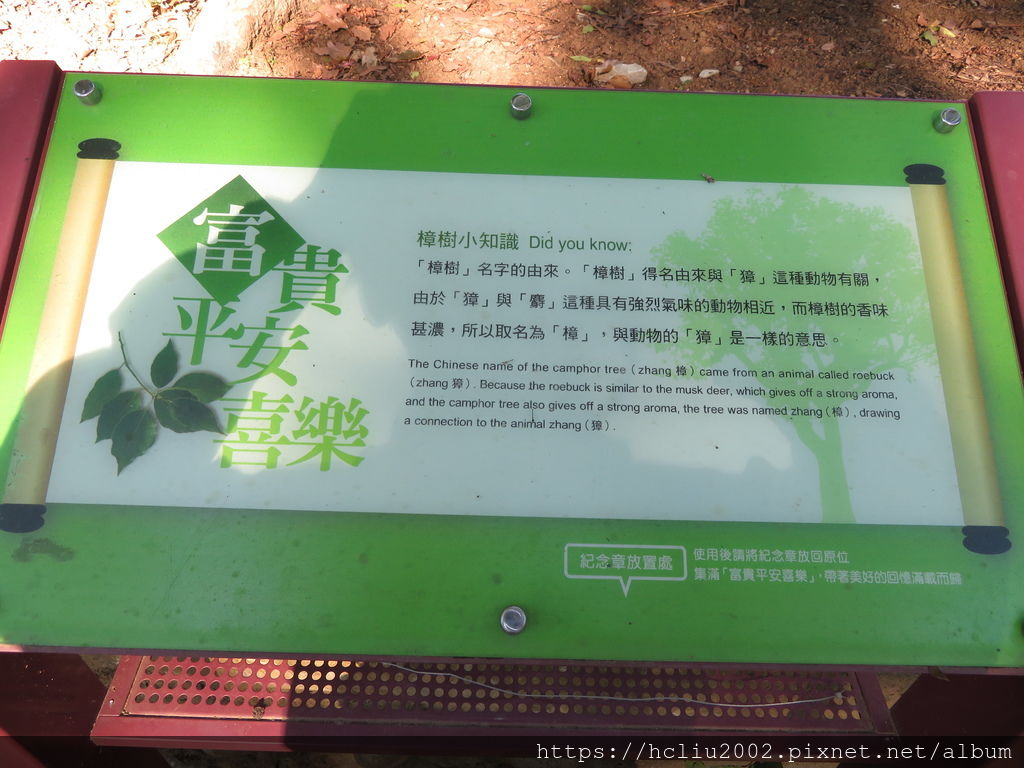 富貴
平安
喜樂
樟樹小知識 Did you know:
「樟樹」名字的由來。「樟樹」得名由來與「獐」這種動物有關，
由於「獐」與「麝」這種具有強烈氣味的動物相近，而樟樹的香味
甚濃，所以取名為「樟」，與動物的「獐」是一樣的意思。
The Chinese name of the camphor tree (zhang 樟) came from an animal called roebuck
(zhang 獐). Because the roebuck is similar to the musk deer, which gives off a strong aroma,
and the camphor tree also gives off a strong aroma, the tree was named zhang (樟), drawing
a connection to the animal zhang (獐).
紀念章放置處
使用後請將紀念章放回原位
集滿「富貴平安喜樂」，帶著美好的回憶滿載而歸
https://hcliu2002.pixnet.net/album